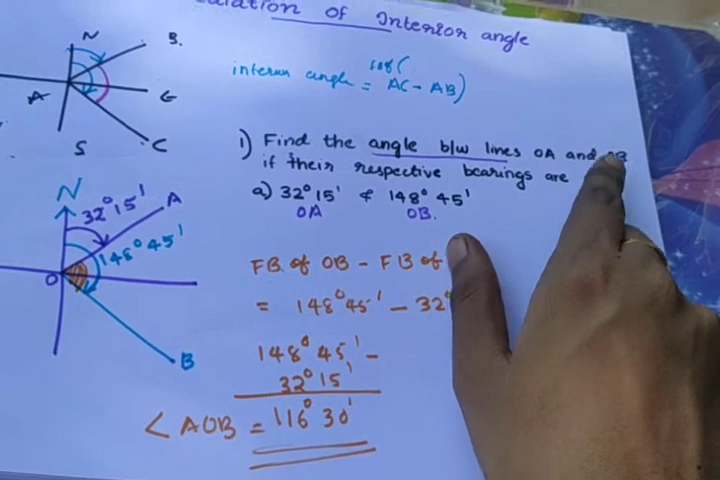 of Interior angle
N
B.
A
E
S
C
interior angle = AC - AB)
1) Find the angle b/w lines OA and OB
if their respective bearings are
a) 32° 15' & 148° 45'
OA OB.
N
32° 15'
A
148° 45'
O
B
FB of OB - FB of
= 148° 45' - 32°
148° 45' -
32° 15'
∠ AOB = 116° 30'